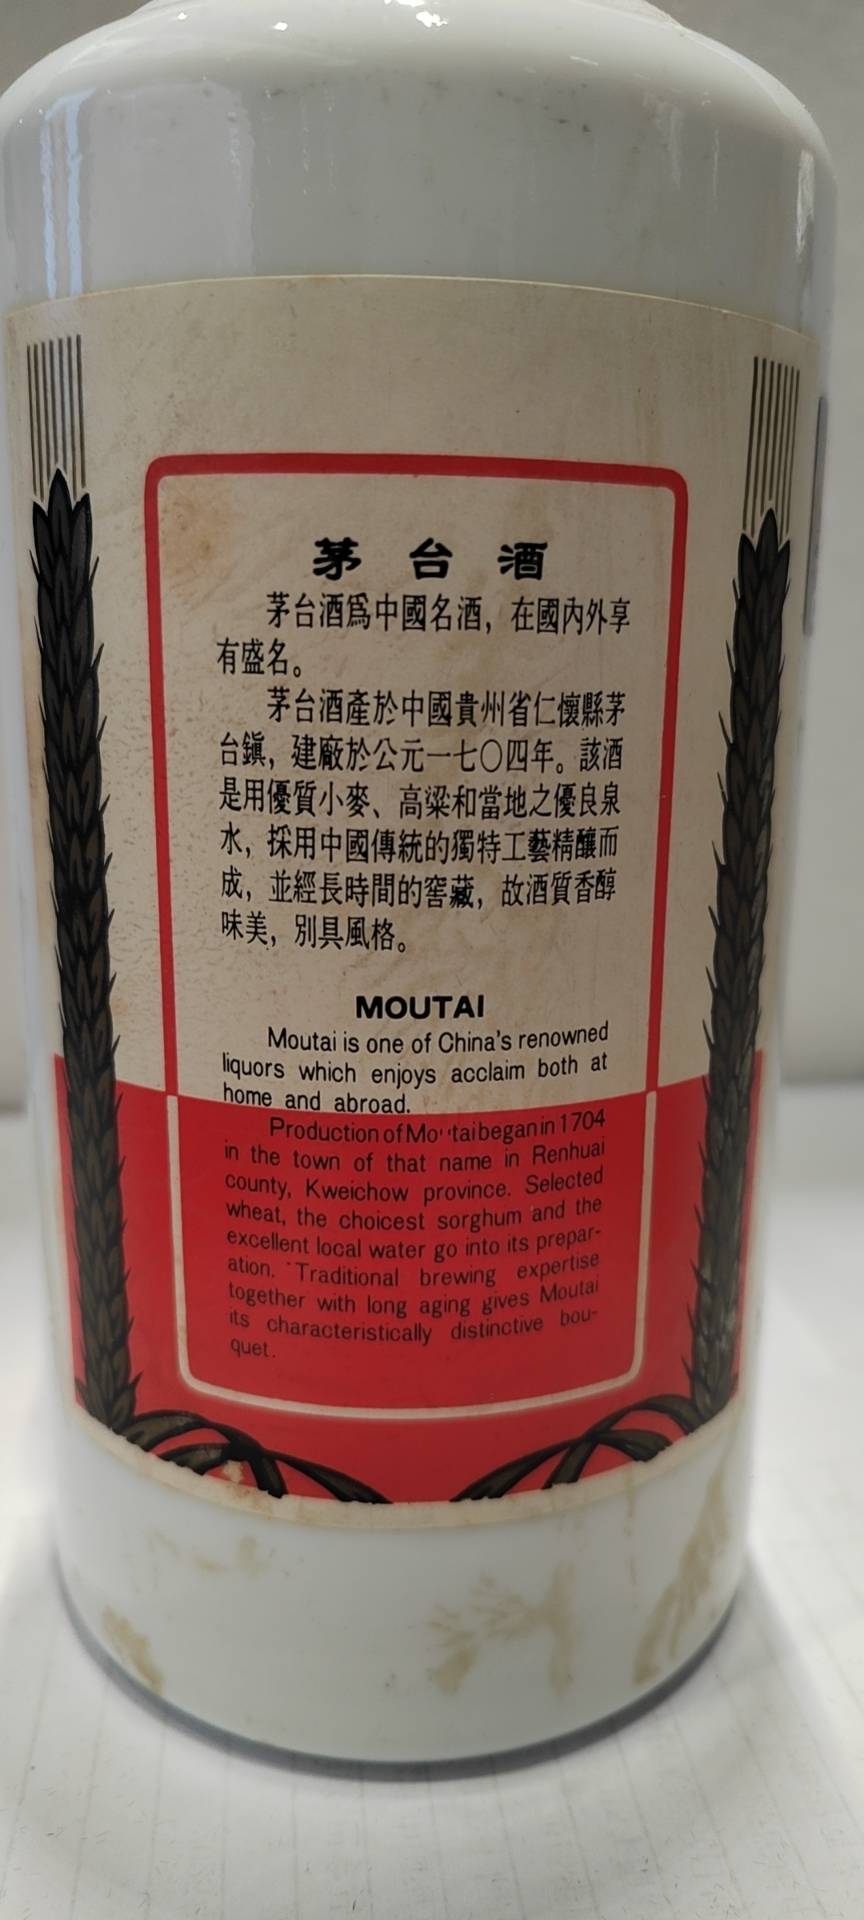 茅台酒
茅台酒爲中國名酒，在國內外享
有盛名。
茅台酒產於中國貴州省仁懷縣茅
台鎭，建廠於公元一七〇四年。該酒
是用優質小麥、高粱和當地之優良泉
水，採用中國傳統的獨特工藝精釀而
成，並經長時間的窖藏，故酒質香醇
味美，別具風格。
MOUTAI
Moutai is one of China's renowned
liquors which enjoys acclaim both at
home and abroad.
Production of Moutai began in 1704
in the town of that name in Renhuai
county, Kweichow province. Selected
wheat, the choicest sorghum and the
excellent local water go into its prepar-
ation. Traditional brewing expertise
together with long aging gives Moutai
its characteristically distinctive bou-
quet.